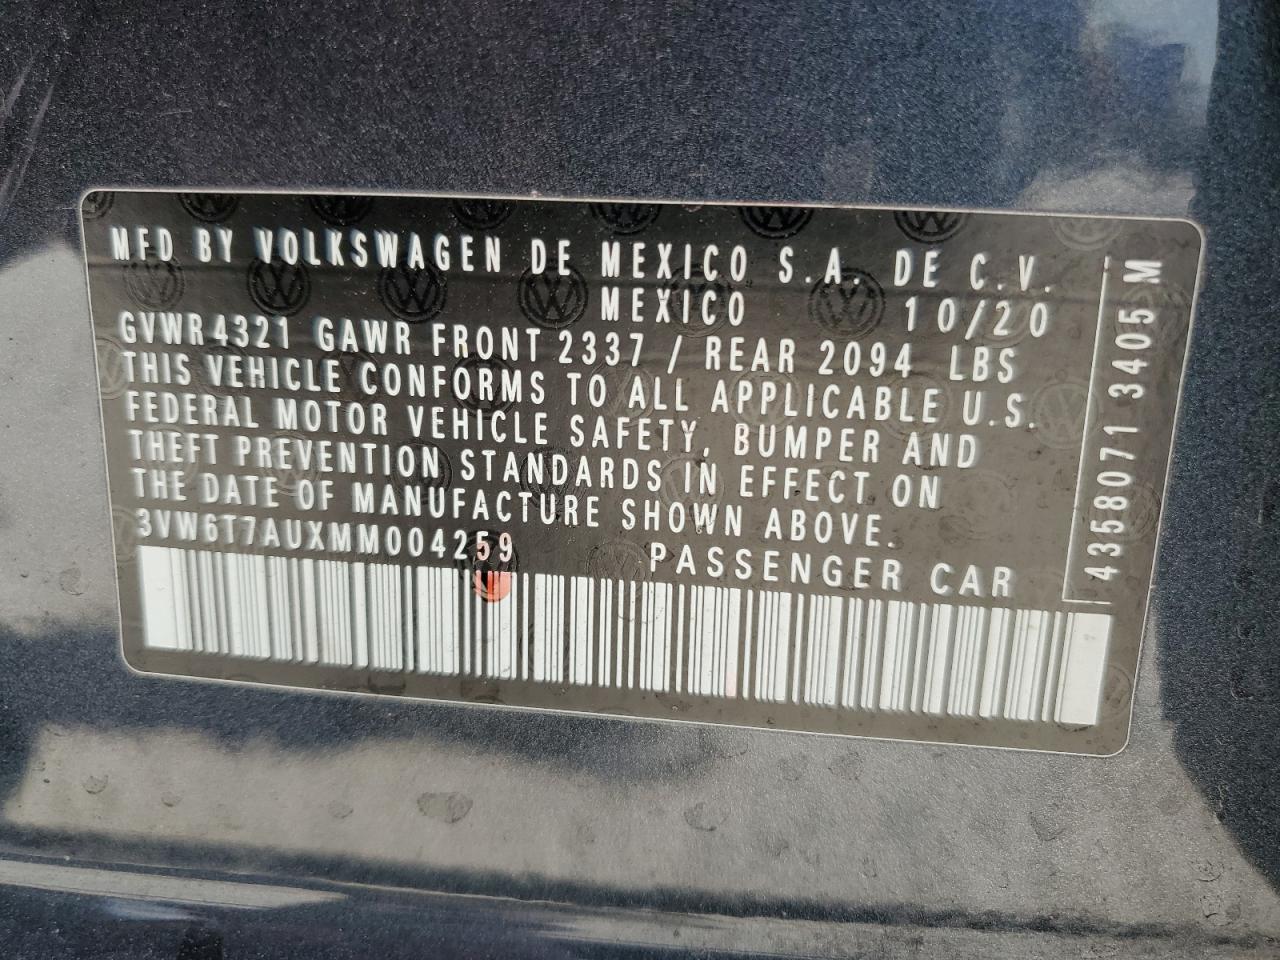 MFD BY VOLKSWAGEN DE MEXICO S.A. DE C.V.
MEXICO 10/20
GVWR4321 GAWR FRONT 2337 / REAR 2094 LBS
THIS VEHICLE CONFORMS TO ALL APPLICABLE U.S.
FEDERAL MOTOR VEHICLE SAFETY, BUMPER AND
THEFT PREVENTION STANDARDS IN EFFECT ON
THE DATE OF MANUFACTURE SHOWN ABOVE.
3VW6T7AUXMM004259 PASSENGER CAR
4358071 3405 M